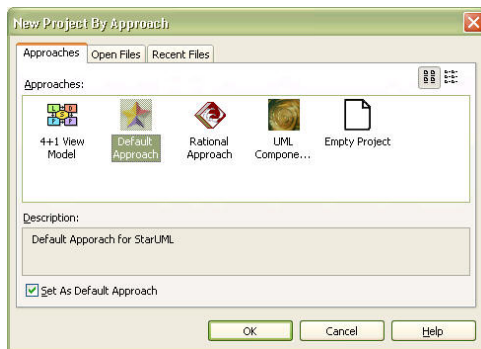 New Project By Approach
Approaches Open Files Recent Files
Approaches:
4+1 View Model
Default Approach
Rational Approach
UML Compone...
Empty Project
Description:
Default Apporach for StarUML
Set As Default Approach
OK Cancel Help